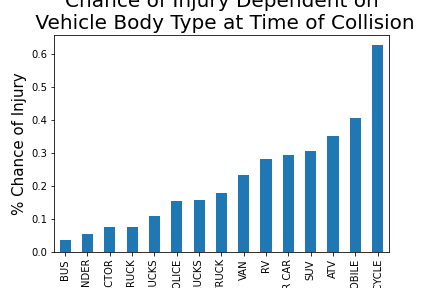 Chance of Injury Dependent on
Vehicle Body Type at Time of Collision
% Chance of Injury
0.6
0.5
0.4
0.3
0.2
0.1
0.0
BUS
NDER
CTOR
RUCK
UCKS
OLICE
UCKS
RUCK
VAN
RV
R CAR
SUV
ATV
OBILE
CYCLE